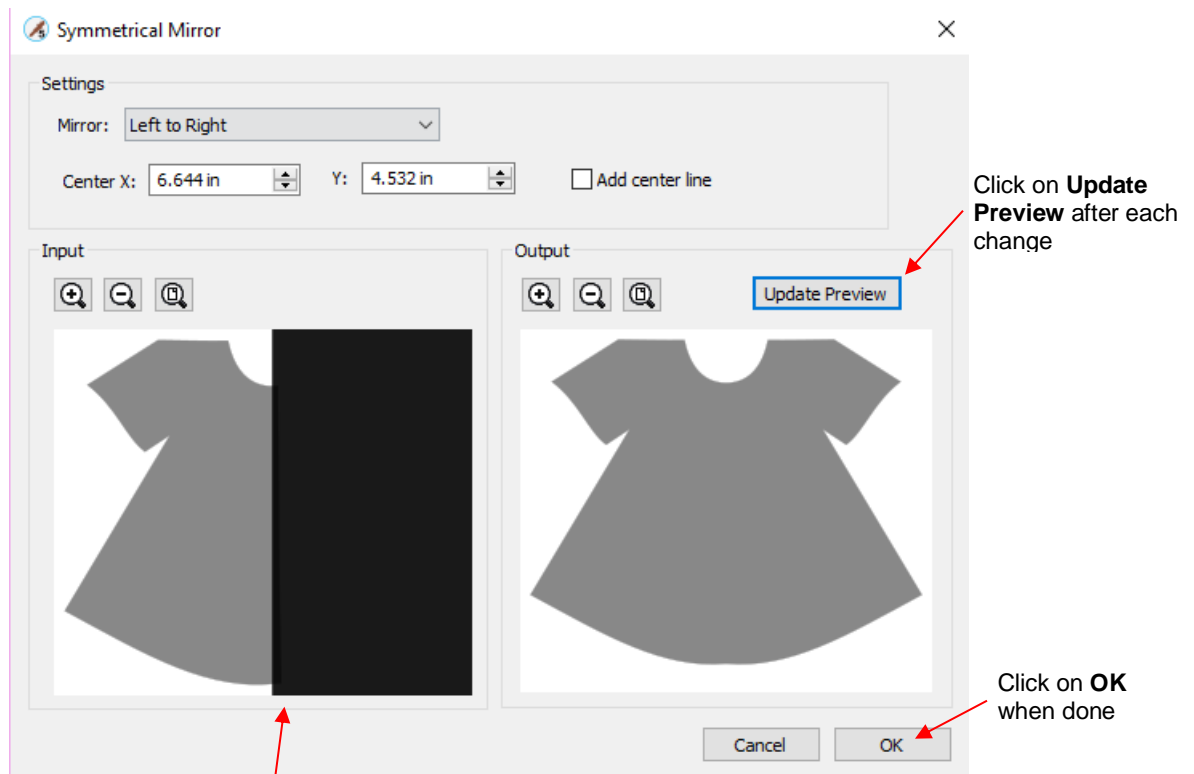 Symmetrical Mirror
Settings
Mirror: Left to Right
Center X: 6.644 in Y: 4.532 in Add center line
Click on Update
Preview after each
change
Input
Output
Update Preview
Click on OK
when done
Cancel OK